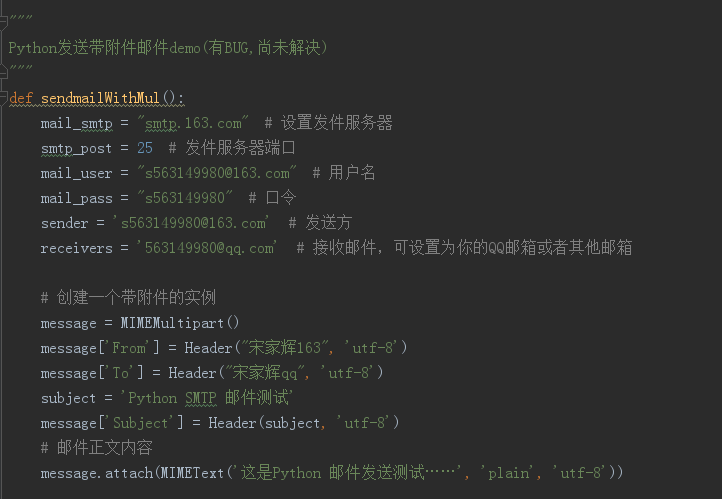 """
Python发送带附件邮件demo(有BUG,尚未解决)
"""
def sendmailWithMul():
mail_smtp = "smtp.163.com"  # 设置发件服务器
smtp_post = 25  # 发件服务器端口
mail_user = "s563149980@163.com"  # 用户名
mail_pass = "s563149980"  # 口令
sender = 's563149980@163.com'  # 发送方
receivers = '563149980@qq.com'  # 接收邮件，可设置为你的QQ邮箱或者其他邮箱
# 创建一个带附件的实例
message = MIMEMultipart()
message['From'] = Header("宋家辉163", 'utf-8')
message['To'] = Header("宋家辉qq", 'utf-8')
subject = 'Python SMTP 邮件测试'
message['Subject'] = Header(subject, 'utf-8')
# 邮件正文内容
message.attach(MIMEText('这是Python 邮件发送测试……', 'plain', 'utf-8'))